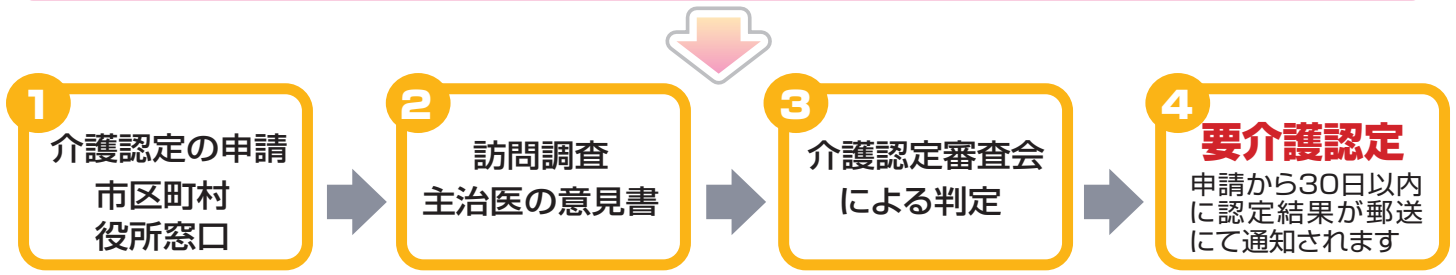 1
介護認定の申請
市区町村
役所窓口
2
訪問調査
主治医の意見書
3
介護認定審査会
による判定
4
要介護認定
申請から30日以内
に認定結果が郵送
にて通知されます